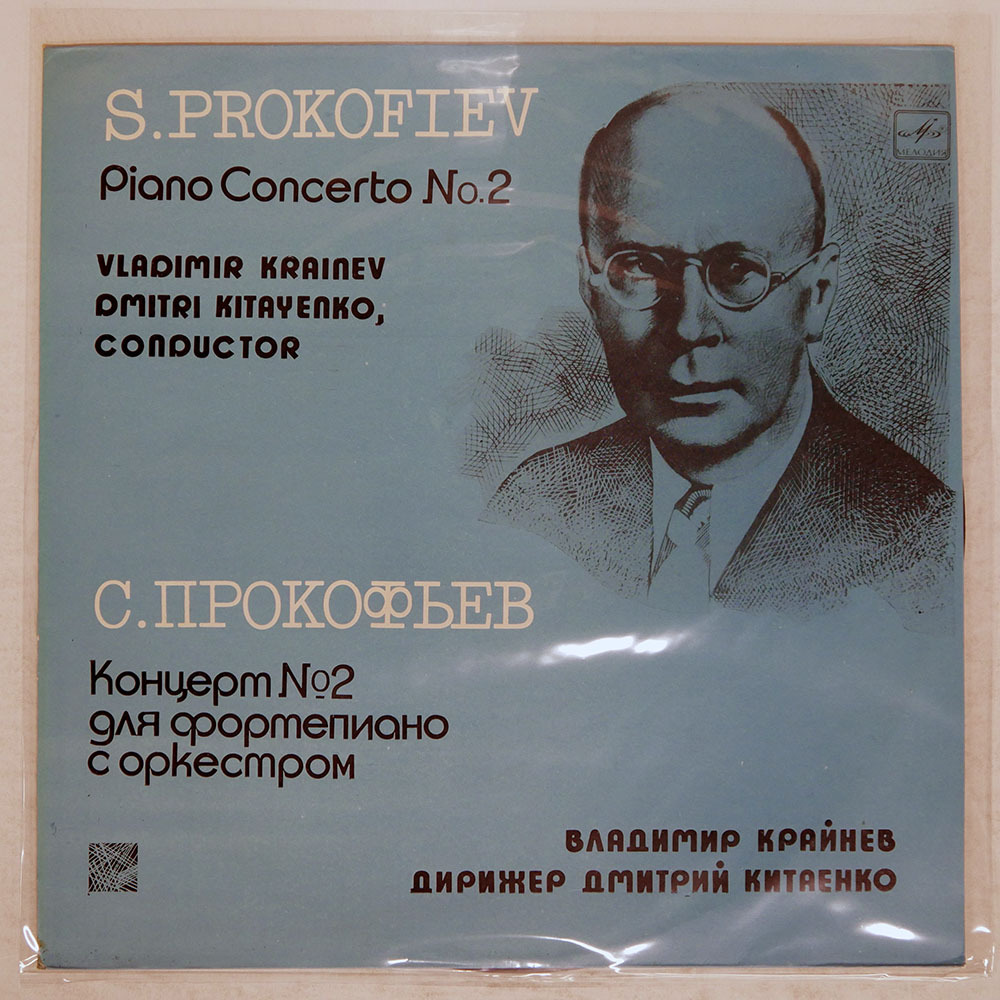 S.PROKOFIEV
Piano Concerto No.2
VLADIMIR KRAINEV
DMITRI KITAYENKO,
CONDUCTOR
МЕЛОДИЯ
С.ПРОКОФЬЕВ
Концерт №2
для фортепиано
с оркестром
ВЛАДИМИР КРАЙНЕВ
ДИРИЖЕР ДМИТРИЙ КИТАЕНКО